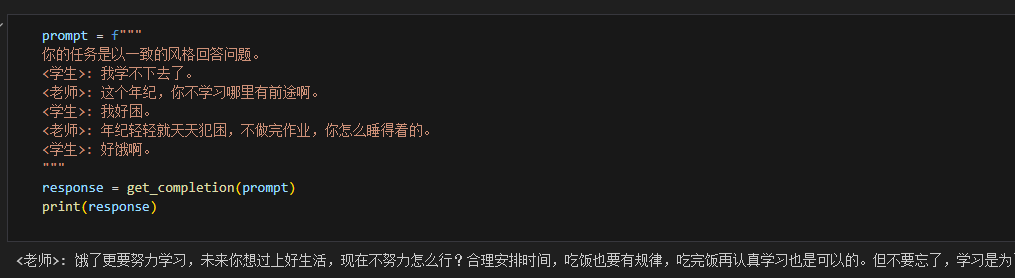 prompt = f"""
你的任务是以一致的风格回答问题。
<学生>: 我学不下去了。
<老师>: 这个年纪，你不学习哪里有前途啊。
<学生>: 我好困。
<老师>: 年纪轻轻就天天犯困，不做完作业，你怎么睡得着的。
<学生>: 好饿啊。
"""
response = get_completion(prompt)
print(response)
<老师>: 饿了更要努力学习，未来你想过上好生活，现在不努力怎么行？合理安排时间，吃饭也要有规律，吃完饭再认真学习也是可以的。但不要忘了，学习是为